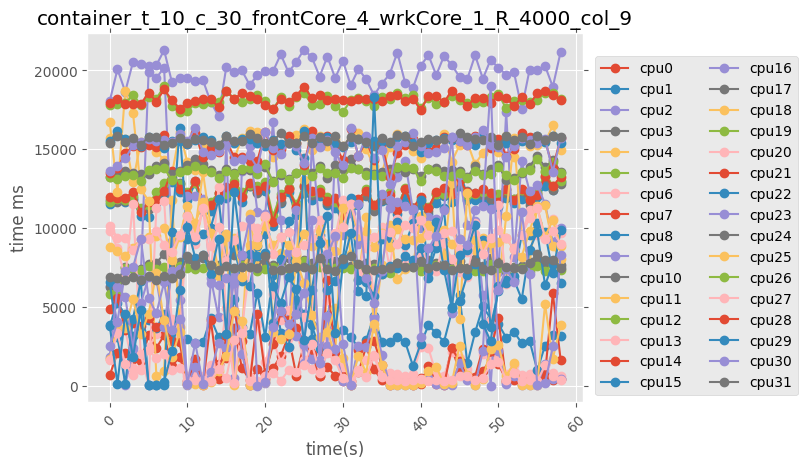 container_t_10_c_30_frontCore_4_wrkCore_1_R_4000_col_9
time ms
20000
15000
10000
5000
0
0
10
20
30
40
50
60
time(s)
cpu0
cpu1
cpu2
cpu3
cpu4
cpu5
cpu6
cpu7
cpu8
cpu9
cpu10
cpu11
cpu12
cpu13
cpu14
cpu15
cpu16
cpu17
cpu18
cpu19
cpu20
cpu21
cpu22
cpu23
cpu24
cpu25
cpu26
cpu27
cpu28
cpu29
cpu30
cpu31